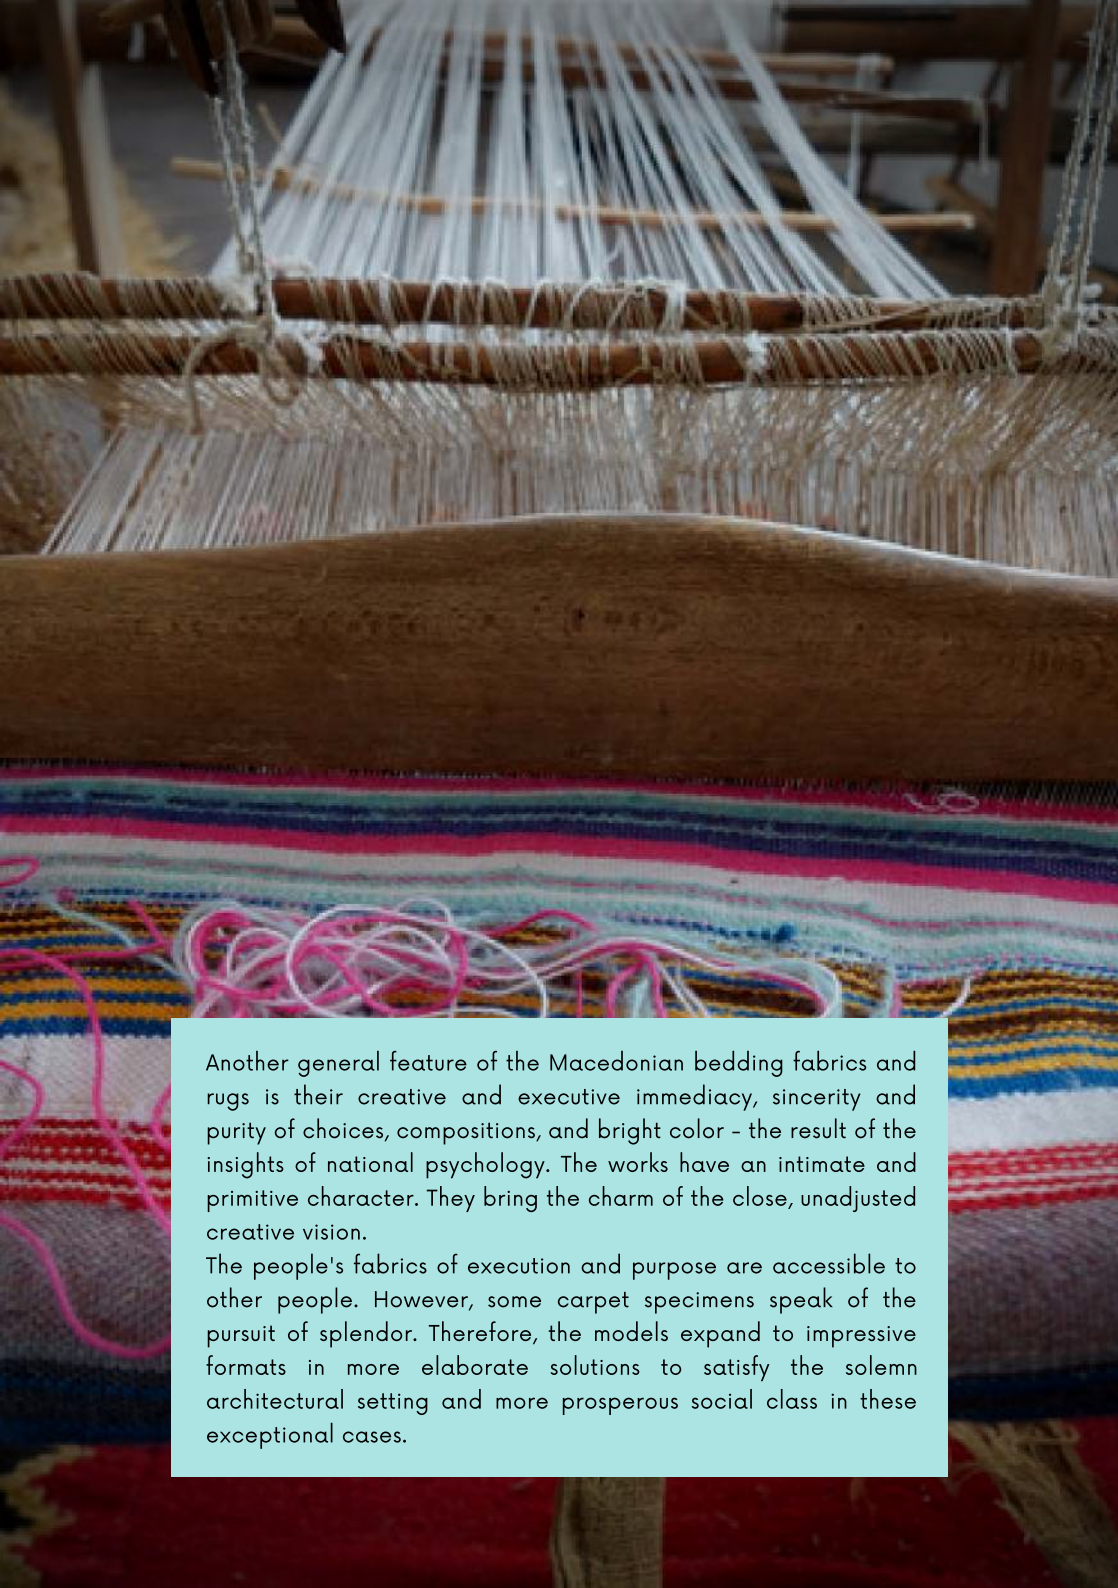 Another general feature of the Macedonian bedding fabrics and
rugs is their creative and executive immediacy, sincerity and
purity of choices, compositions, and bright color - the result of the
insights of national psychology. The works have an intimate and
primitive character. They bring the charm of the close, unadjusted
creative vision.
The people's fabrics of execution and purpose are accessible to
other people. However, some carpet specimens speak of the
pursuit of splendor. Therefore, the models expand to impressive
formats in more elaborate solutions to satisfy the solemn
architectural setting and more prosperous social class in these
exceptional cases.